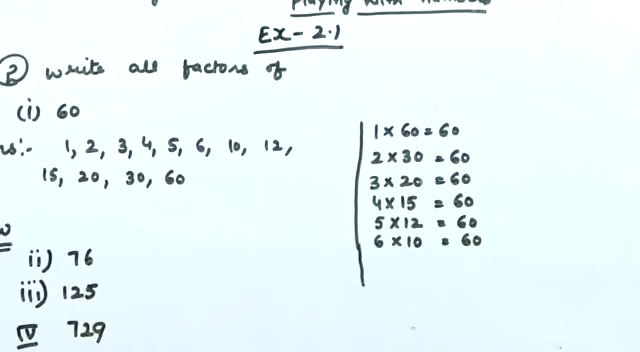 Playing with Numbers
Ex - 2.1
2 write all factors of
(i) 60
ns:- 1, 2, 3, 4, 5, 6, 10, 12,
15, 20, 30, 60
1 x 60 = 60
2 x 30 = 60
3 x 20 = 60
4 x 15 = 60
5 x 12 = 60
6 x 10 = 60
w
ii) 76
iii) 125
IV 729